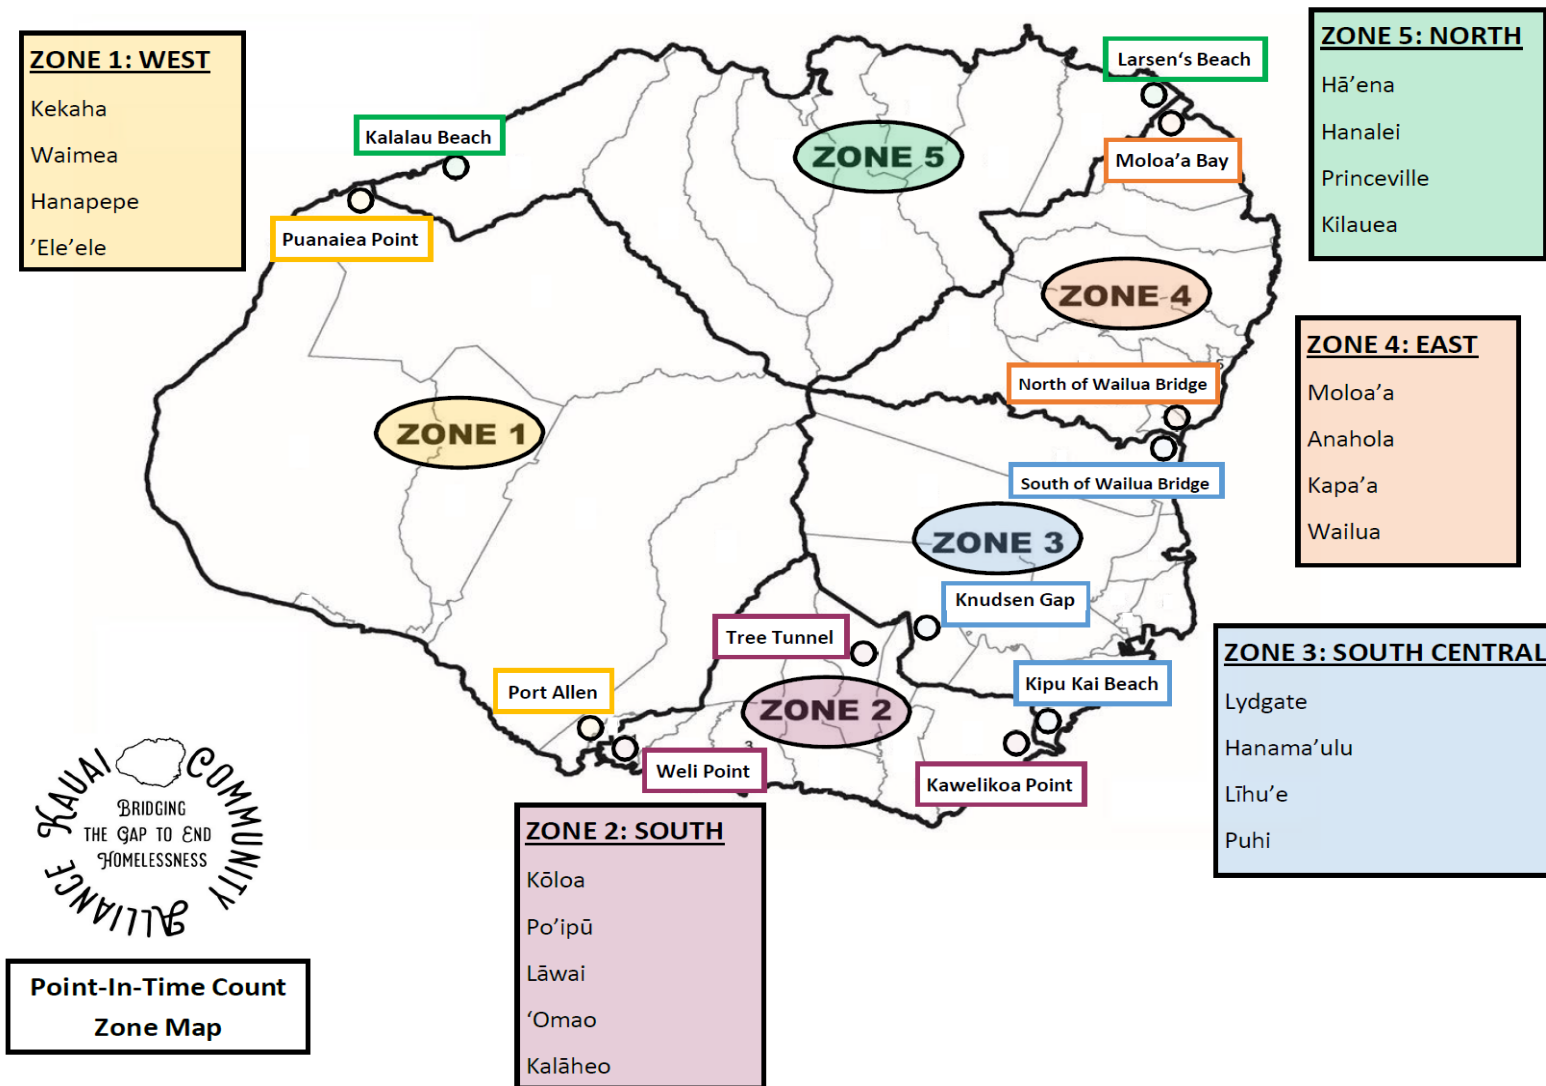 ZONE 1: WEST
Kekaha
Waimea
Hanapepe
’Ele’ele
Kalalau Beach
Puanaiea Point
ZONE 5
Larsen‘s Beach
Moloa’a Bay
ZONE 5: NORTH
Hā’ena
Hanalei
Princeville
Kilauea
ZONE 4
North of Wailua Bridge
5
South of Wailua Bridge
ZONE 4: EAST
Moloa’a
Anahola
Kapa’a
Wailua
ZONE 1
ZONE 3
Knudsen Gap
Tree Tunnel
Kipu Kai Beach
Port Allen
ZONE 2
3
Weli Point
Kawelikoa Point
ZONE 3: SOUTH CENTRAL
Lydgate
Hanama’ulu
Līhu’e
Puhi
ZONE 2: SOUTH
Kōloa
Po’ipū
Lāwai
‘Omao
Kalāheo
KAUAI COMMUNITY ALLIANCE
BRIDGING
THE GAP TO END
HOMELESSNESS
Point-In-Time Count
Zone Map